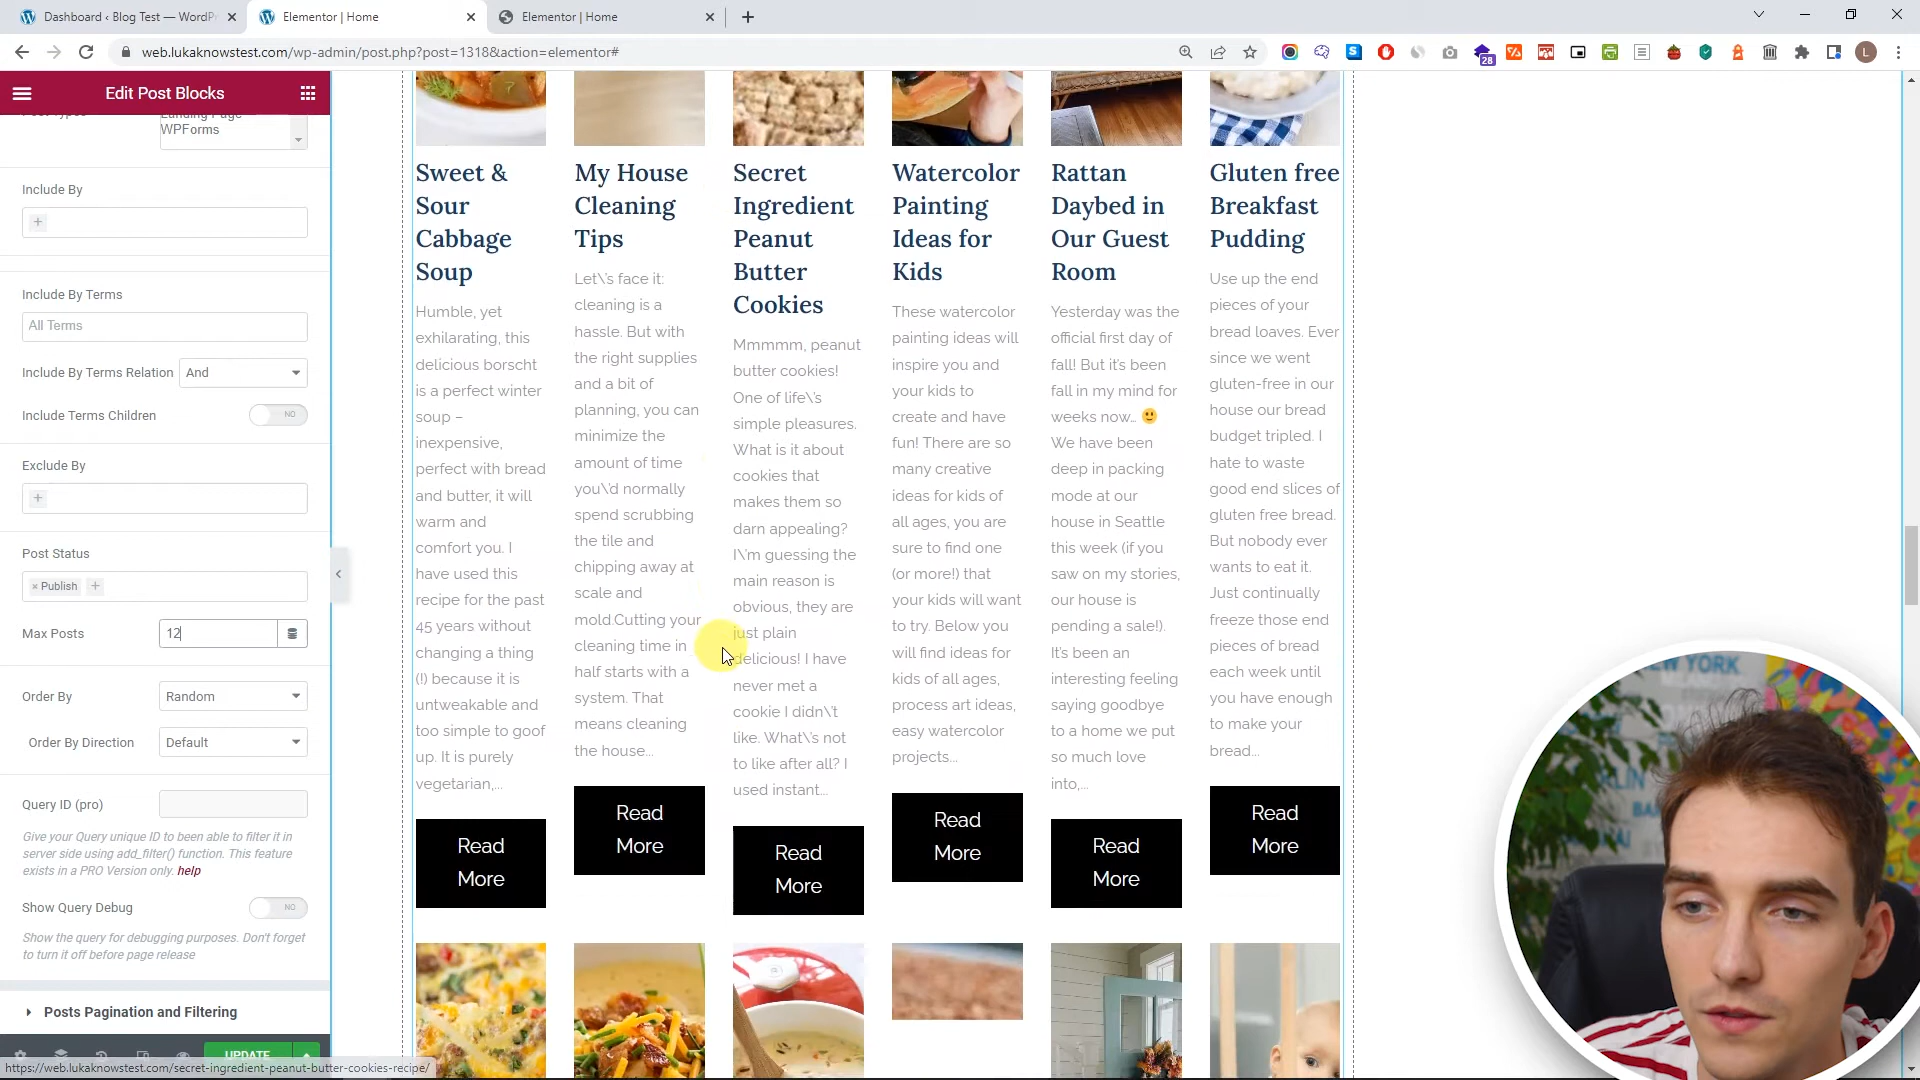 Dashboard ‹ Blog Test — WordPr
Elementor | Home
Elementor | Home
web.lukaknowstest.com/wp-admin/post.php?post=1318&action=elementor#
28
L
Edit Post Blocks
Post Types
Landing Page
WPForms
Include By
Include By Terms
All Terms
Include By Terms Relation
And
Include Terms Children
NO
Exclude By
Post Status
× Publish
Max Posts
12
Order By
Random
Order By Direction
Default
Query ID (pro)
Give your Query unique ID to been able to filter it in
server side using add_filter() function. This feature
exists in a PRO Version only. help
Show Query Debug
NO
Show the query for debugging purposes. Don't forget
to turn it off before page release
Posts Pagination and Filtering
UPDATE
https://web.lukaknowstest.com/secret-ingredient-peanut-butter-cookies-recipe/
Sweet &
Sour
Cabbage
Soup
Humble, yet
exhilarating, this
delicious borscht
is a perfect winter
soup –
inexpensive,
perfect with bread
and butter, it will
warm and
comfort you. I
have used this
recipe for the past
45 years without
changing a thing
(!) because it is
untweakable and
too simple to goof
up. It is purely
vegetarian,...
Read
More
My House
Cleaning
Tips
Let\'s face it:
cleaning is a
hassle. But with
the right supplies
and a bit of
planning, you can
minimize the
amount of time
you\'d normally
spend scrubbing
the tile and
chipping away at
scale and
mold.Cutting your
cleaning time in
half starts with a
system. That
means cleaning
the house...
Read
More
Secret
Ingredient
Peanut
Butter
Cookies
Mmmmm, peanut
butter cookies!
One of life\'s
simple pleasures.
What is it about
cookies that
makes them so
darn appealing?
I\'m guessing the
main reason is
obvious, they are
just plain
delicious! I have
never met a
cookie I didn\'t
like. What\'s not
to like after all? I
used instant...
Read
More
Watercolor
Painting
Ideas for
Kids
These watercolor
painting ideas will
inspire you and
your kids to
create and have
fun! There are so
many creative
ideas for kids of
all ages, you are
sure to find one
(or more!) that
your kids will want
to try. Below you
will find ideas for
kids of all ages,
process art ideas,
easy watercolor
projects...
Read
More
Rattan
Daybed in
Our Guest
Room
Yesterday was the
official first day of
fall! But it's been
fall in my mind for
weeks now… 🙂
We have been
deep in packing
mode at our
house in Seattle
this week (if you
saw on my stories,
our house is
pending a sale!).
It's been an
interesting feeling
saying goodbye
to a home we put
so much love
into,...
Read
More
Gluten free
Breakfast
Pudding
Use up the end
pieces of your
bread loaves. Ever
since we went
gluten-free in our
house our bread
budget tripled. I
hate to waste
good end slices of
gluten free bread.
But nobody ever
wants to eat it.
Just continually
freeze those end
pieces of bread
each week until
you have enough
to make your
bread...
Read
More
NEW YORK